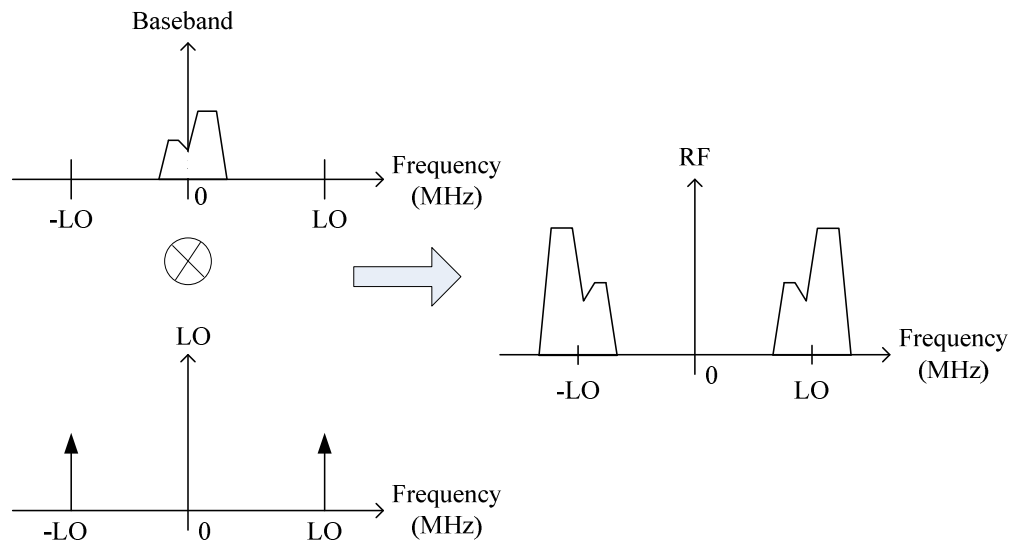 Baseband
Frequency
(MHz)
-LO
0
LO
LO
Frequency
(MHz)
-LO
0
LO
RF
Frequency
(MHz)
-LO
0
LO